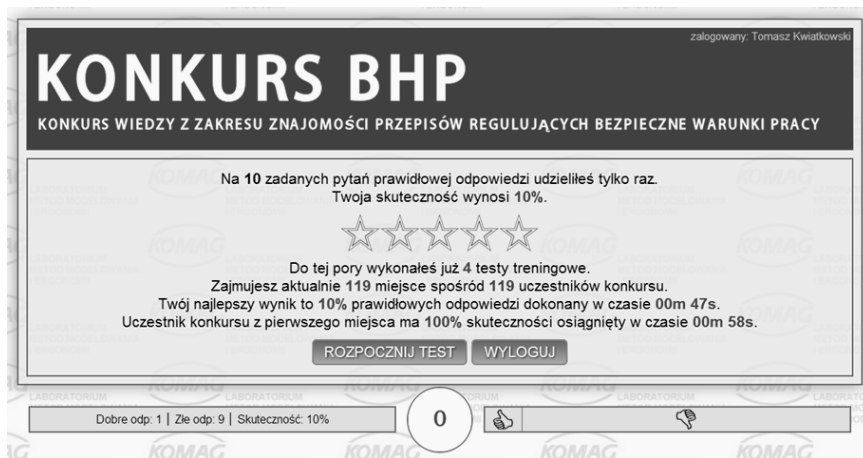 zalogowany: Tomasz Kwiatkowski
KONKURS BHP
KONKURS WIEDZY Z ZAKRESU ZNAJOMOŚCI PRZEPISÓW REGULUJĄCYCH BEZPIECZNE WARUNKI PRACY
Na 10 zadanych pytań prawidłowej odpowiedzi udzieliłeś tylko raz.
Twoja skuteczność wynosi 10%.
Do tej pory wykonałeś już 4 testy treningowe.
Zajmujesz aktualnie 119 miejsce spośród 119 uczestników konkursu.
Twój najlepszy wynik to 10% prawidłowych odpowiedzi dokonany w czasie 00m 47s.
Uczestnik konkursu z pierwszego miejsca ma 100% skuteczności osiągnięty w czasie 00m 58s.
ROZPOCZNIJ TEST WYLOGUJ
Dobre odp: 1 | Złe odp: 9 | Skuteczność: 10%
0